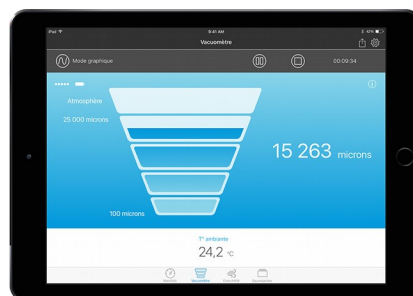 iPad
9:41 AM
Vacuomètre
Mode graphique
00:09:34
Atmosphère
25 000 microns
15 263 microns
100 microns
T° ambiante
24,2 °C
Vacuomètre